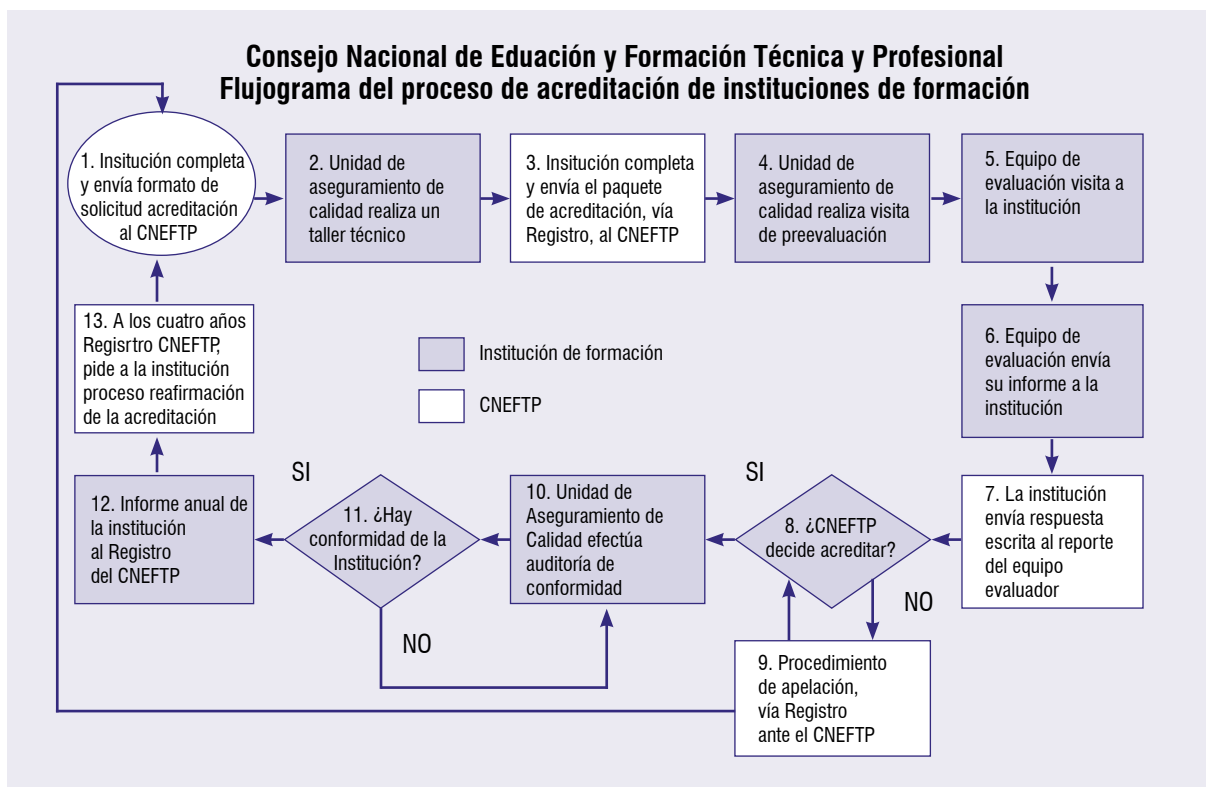 Consejo Nacional de Eduación y Formación Técnica y Profesional
Flujograma del proceso de acreditación de instituciones de formación
1. Insitución completa
y envía formato de
solicitud acreditación
al CNEFTP
2. Unidad de
aseguramiento de
calidad realiza un
taller técnico
3. Insitución completa
y envía el paquete
de acreditación, vía
Registro, al CNEFTP
4. Unidad de
aseguramiento de
calidad realiza visita
de preevaluación
5. Equipo de
evaluación visita a
la institución
6. Equipo de
evaluación envía
su informe a la
institución
7. La institución
envía respuesta
escrita al reporte
del equipo
evaluador
8. ¿CNEFTP
decide acreditar?
SI
NO
9. Procedimiento
de apelación,
vía Registro
ante el CNEFTP
10. Unidad de
Aseguramiento de
Calidad efectúa
auditoría de
conformidad
11. ¿Hay
conformidad de la
Institución?
SI
NO
12. Informe anual de
la institución
al Registro
del CNEFTP
13. A los cuatro años
Regisrtro CNEFTP,
pide a la institución
proceso reafirmación
de la acreditación
Institución de formación
CNEFTP